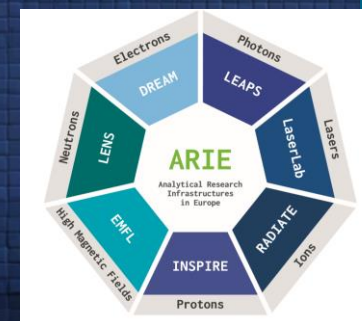 Electrons
DREAM
Photons
LEAPS
Lasers
LaserLab
Ions
RADIATE
Protons
INSPIRE
High Magnetic Fields
EMFL
Neutrons
LENS
ARIE
Analytical Research
Infrastructures
in Europe